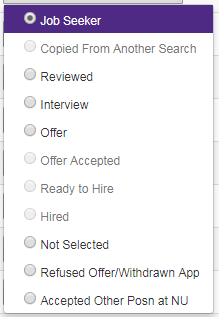 Job Seeker
Copied From Another Search
Reviewed
Interview
Offer
Offer Accepted
Ready to Hire
Hired
Not Selected
Refused Offer/Withdrawn App
Accepted Other Posn at NU